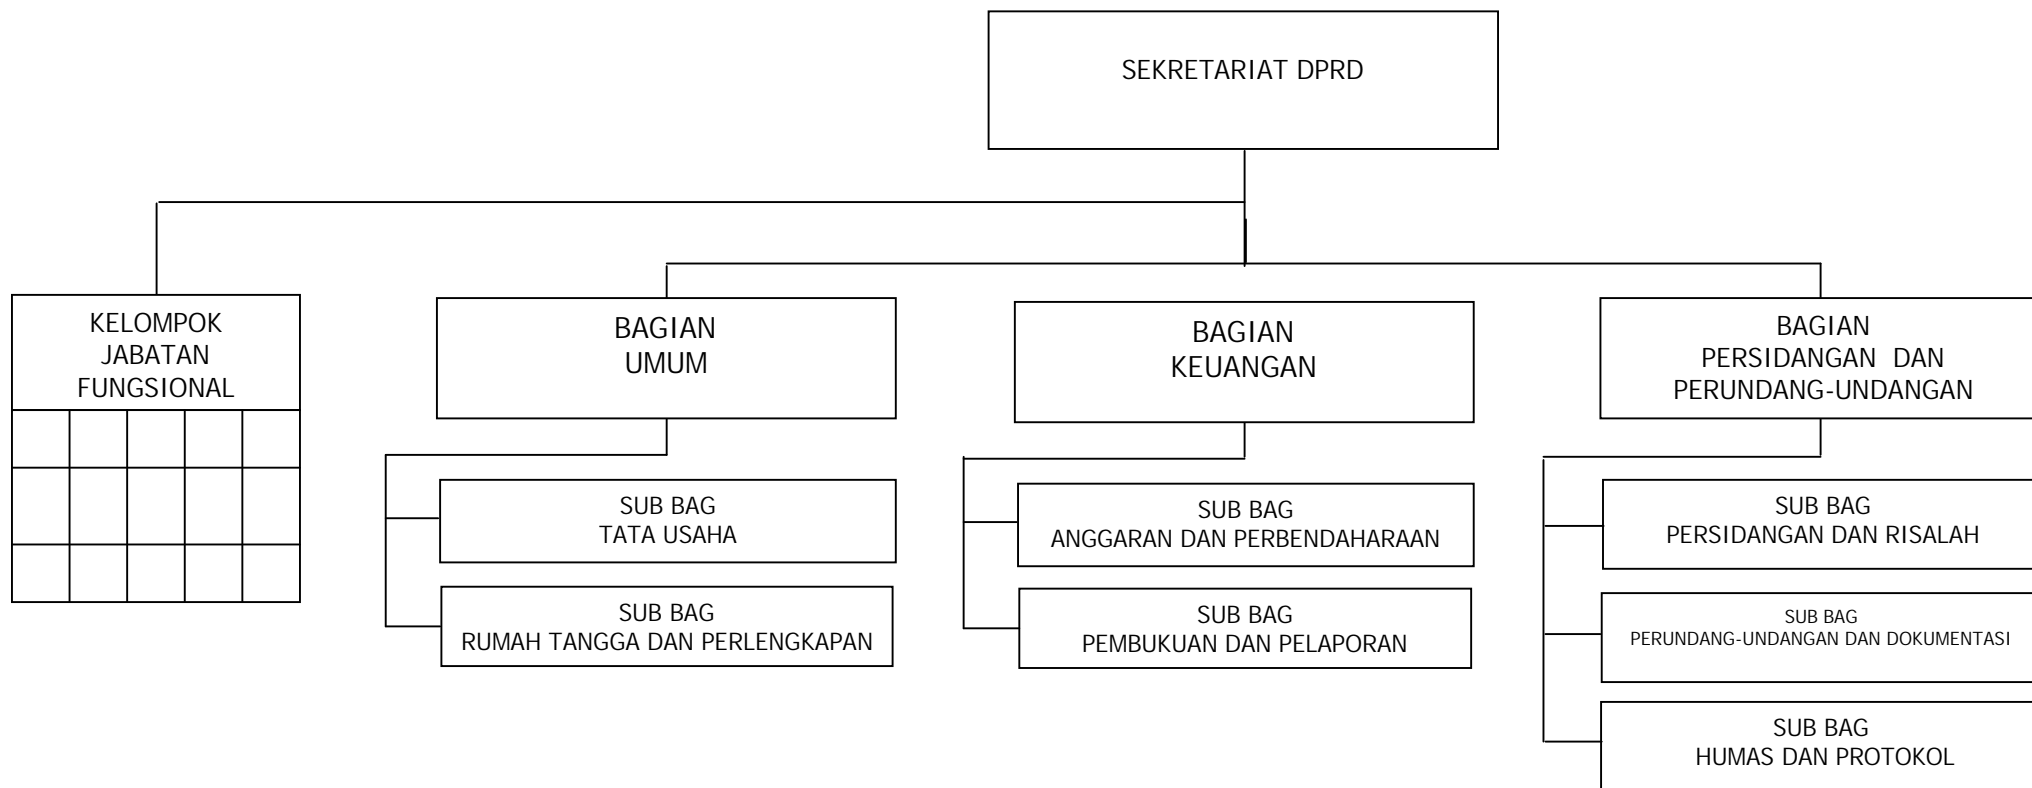 SEKRETARIAT DPRD
KELOMPOK
JABATAN
FUNGSIONAL
BAGIAN
UMUM
BAGIAN
KEUANGAN
BAGIAN
PERSIDANGAN DAN
PERUNDANG-UNDANGAN
SUB BAG
TATA USAHA
SUB BAG
RUMAH TANGGA DAN PERLENGKAPAN
SUB BAG
ANGGARAN DAN PERBENDAHARAAN
SUB BAG
PEMBUKUAN DAN PELAPORAN
SUB BAG
PERSIDANGAN DAN RISALAH
SUB BAG
PERUNDANG-UNDANGAN DAN DOKUMENTASI
SUB BAG
HUMAS DAN PROTOKOL